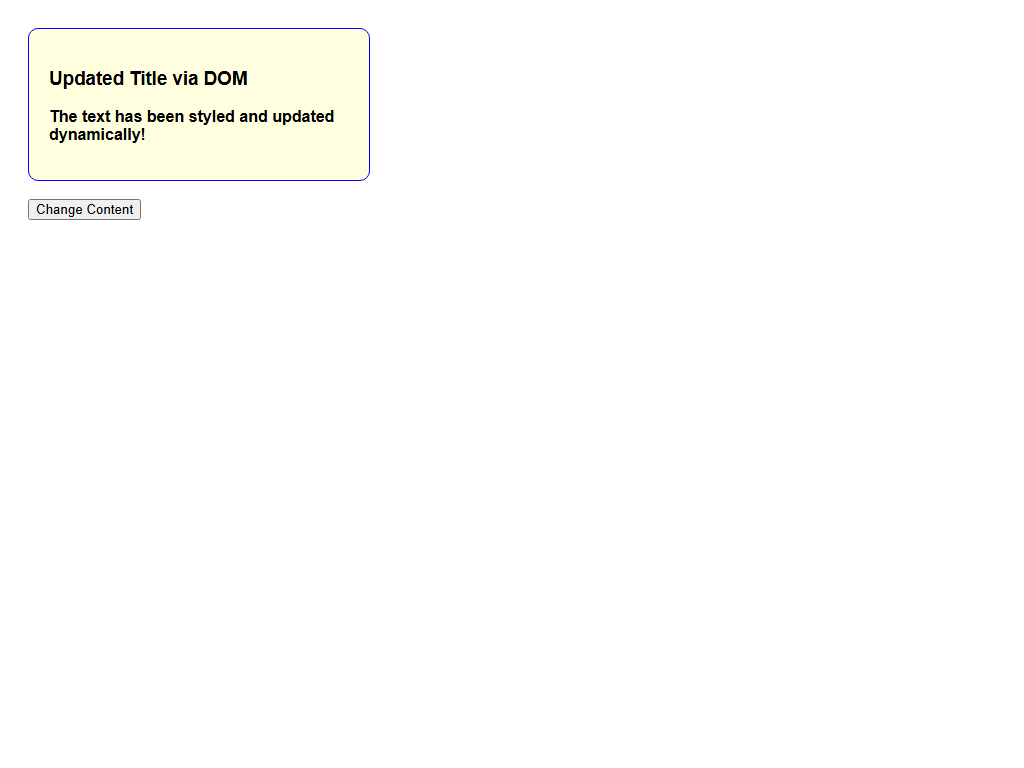 Updated Title via DOM
The text has been styled and updated
dynamically!
Change Content